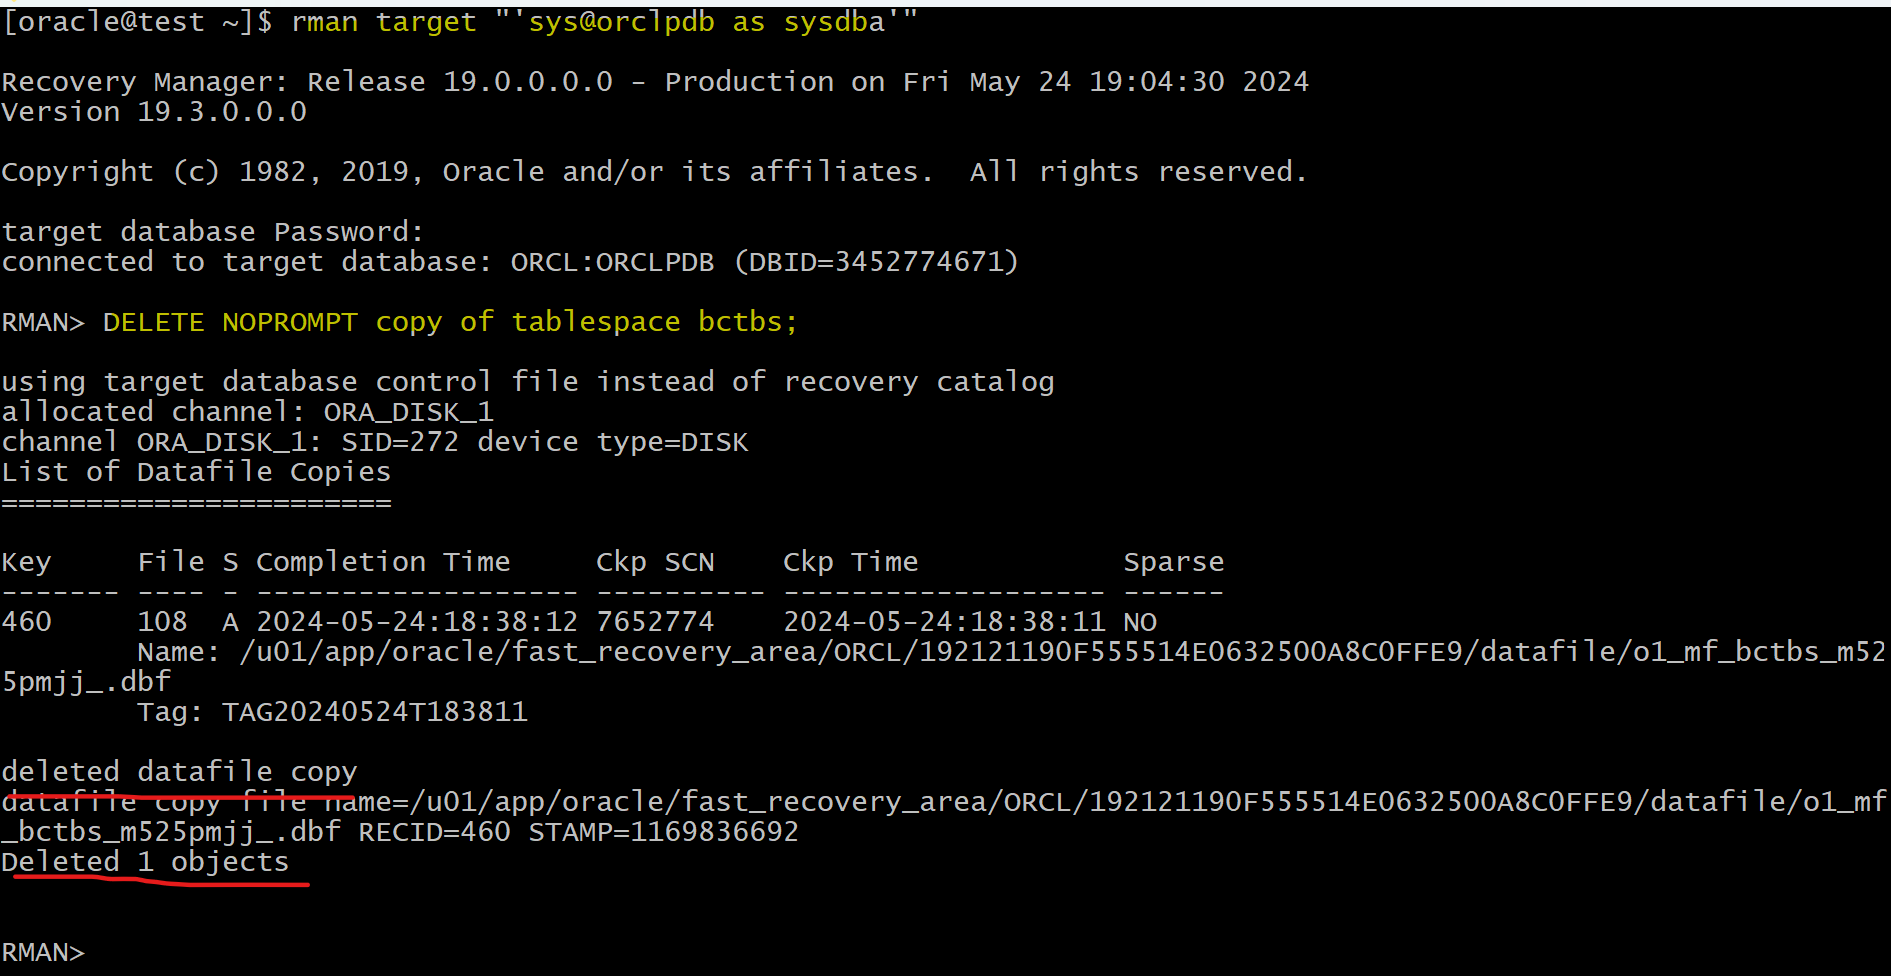 [oracle@test ~]$ rman target "'sys@orclpdb as sysdba'"
Recovery Manager: Release 19.0.0.0.0 - Production on Fri May 24 19:04:30 2024
Version 19.3.0.0.0
Copyright (c) 1982, 2019, Oracle and/or its affiliates.  All rights reserved.
target database Password:
connected to target database: ORCL:ORCLPDB (DBID=3452774671)
RMAN> DELETE NOPROMPT copy of tablespace bctbs;
using target database control file instead of recovery catalog
allocated channel: ORA_DISK_1
channel ORA_DISK_1: SID=272 device type=DISK
List of Datafile Copies
=======================
Key     File S Completion Time     Ckp SCN    Ckp Time            Sparse
------- ---- - ------------------- ---------- ------------------- ------
460     108  A 2024-05-24:18:38:12 7652774    2024-05-24:18:38:11 NO
        Name: /u01/app/oracle/fast_recovery_area/ORCL/192121190F555514E0632500A8C0FFE9/datafile/o1_mf_bctbs_m52
5pmjj_.dbf
        Tag: TAG20240524T183811
deleted datafile copy
datafile copy file name=/u01/app/oracle/fast_recovery_area/ORCL/192121190F555514E0632500A8C0FFE9/datafile/o1_mf
_bctbs_m525pmjj_.dbf RECID=460 STAMP=1169836692
Deleted 1 objects
RMAN>